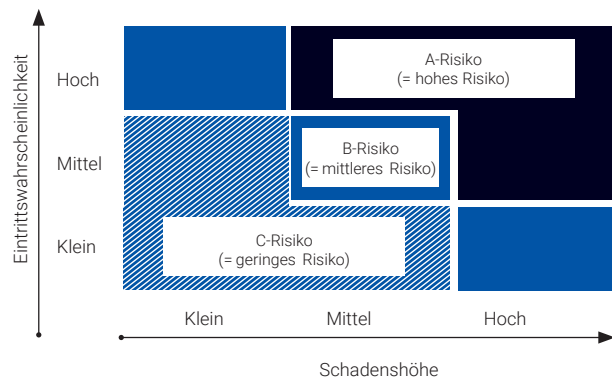 Eintrittswahrscheinlichkeit
Hoch
A-Risiko
(= hohes Risiko)
Mittel
B-Risiko
(= mittleres Risiko)
Klein
C-Risiko
(= geringes Risiko)
Klein
Mittel
Hoch
Schadenshöhe